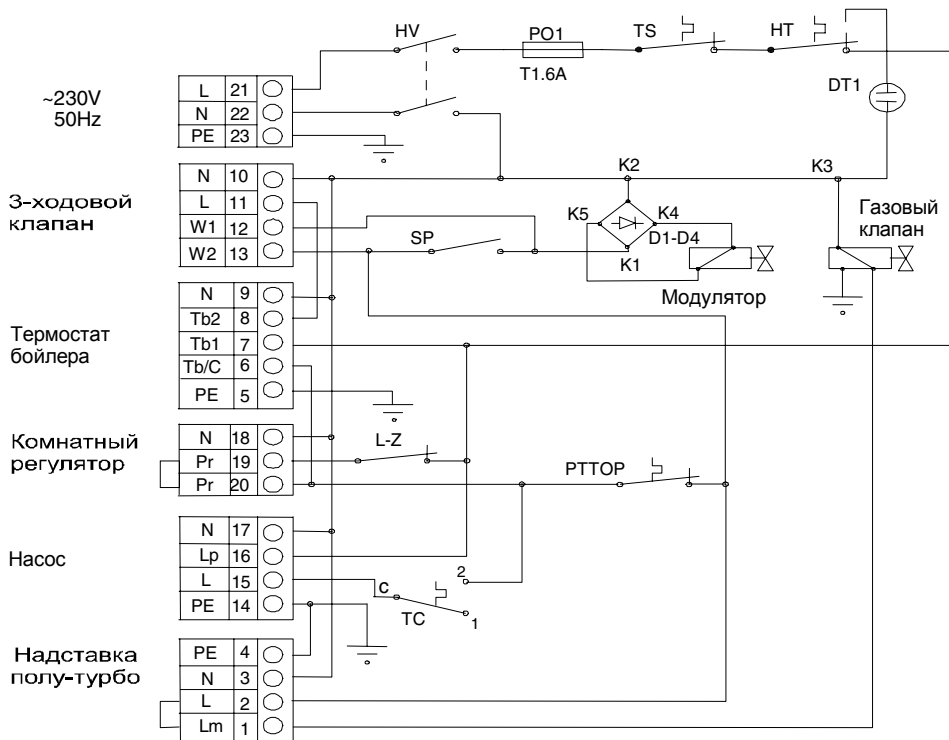 HV
PO1
T1.6A
TS
HT
DT1
~230V
50Hz
L 21
N 22
PE 23
3-ходовой
клапан
N 10
L 11
W1 12
W2 13
SP
K2
K5
K4
D1-D4
K1
K3
Модулятор
Газовый
клапан
Термостат
бойлера
N 9
Tb2 8
Tb1 7
Tb/C 6
PE 5
Комнатный
регулятор
N 18
Pr 19
Pr 20
L-Z
PTTOP
Насос
N 17
Lp 16
L 15
PE 14
C
2
TC
1
Надставка
полу-турбо
PE 4
N 3
L 2
Lm 1